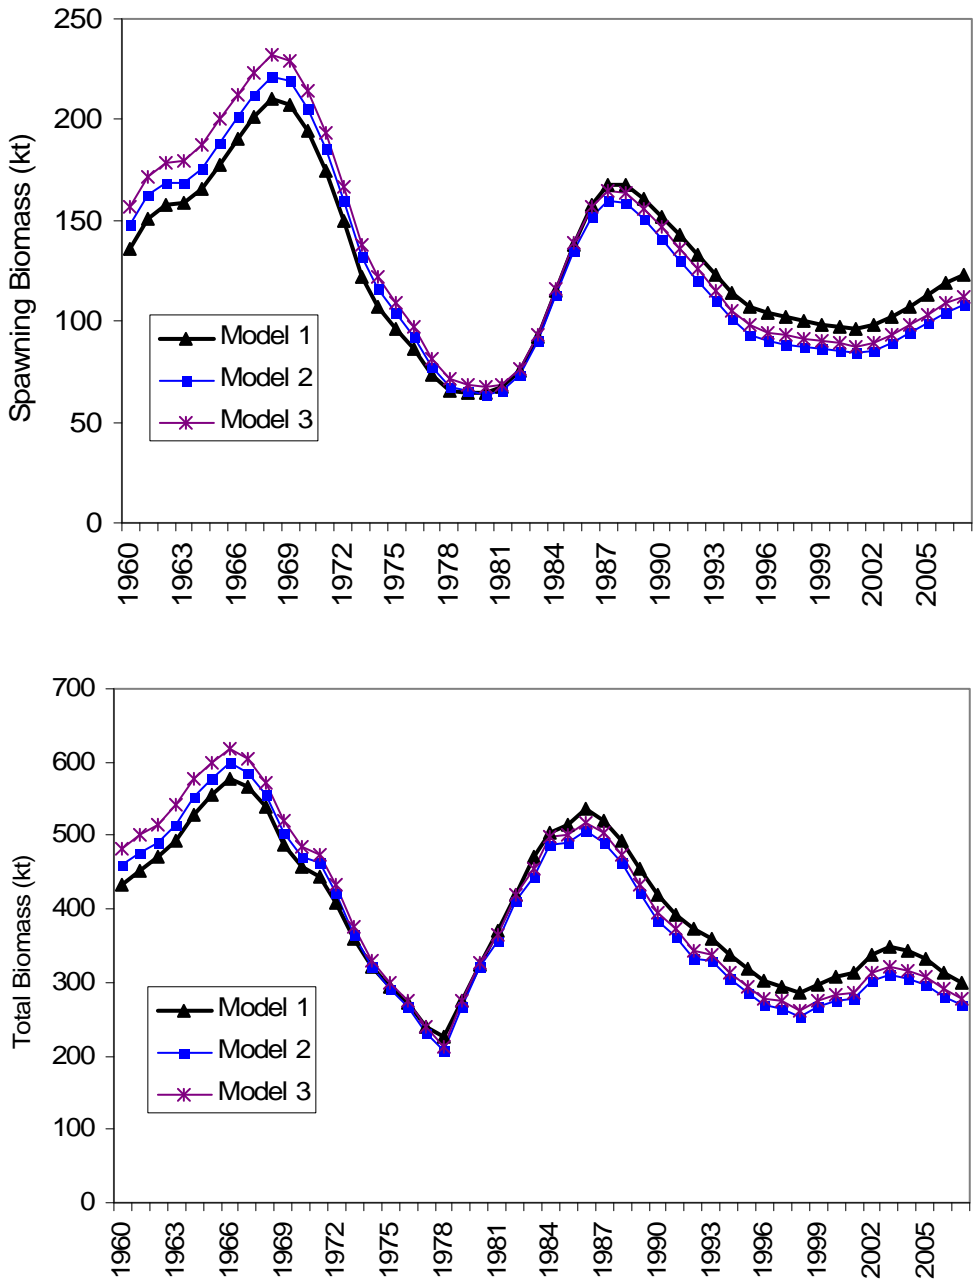 250
200
150
100
50
0
Spawning Biomass (kt)
Model 1
Model 2
Model 3
1960 1963 1966 1969 1972 1975 1978 1981 1984 1987 1990 1993 1996 1999 2002 2005
700
600
500
400
300
200
100
0
Total Biomass (kt)
Model 1
Model 2
Model 3
1960 1963 1966 1969 1972 1975 1978 1981 1984 1987 1990 1993 1996 1999 2002 2005